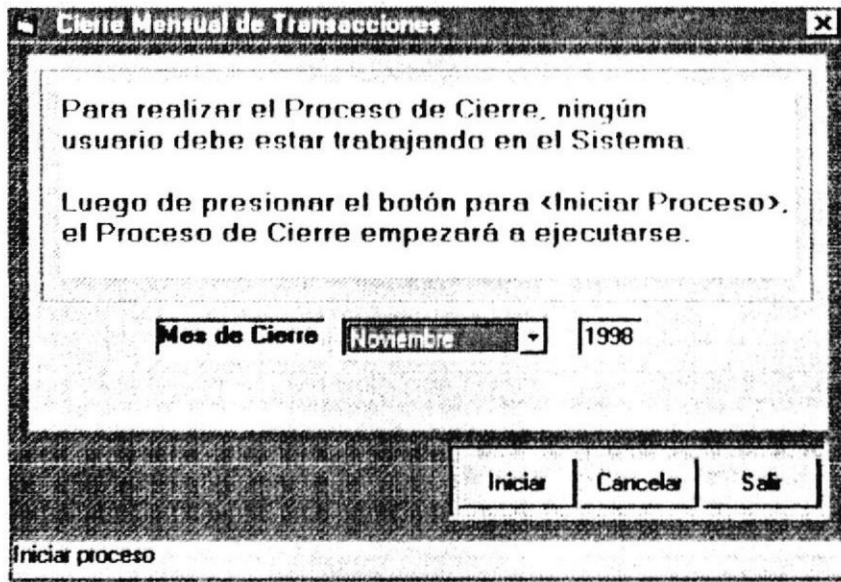 Cierre Mensual de Transacciones
Para realizar el Proceso de Cierre, ningún
usuario debe estar trabajando en el Sistema.
Luego de presionar el botón para <Iniciar Proceso>,
el Proceso de Cierre empezará a ejecutarse.
Mes de Cierre Noviembre 1998
Iniciar Cancelar Salir
Iniciar proceso